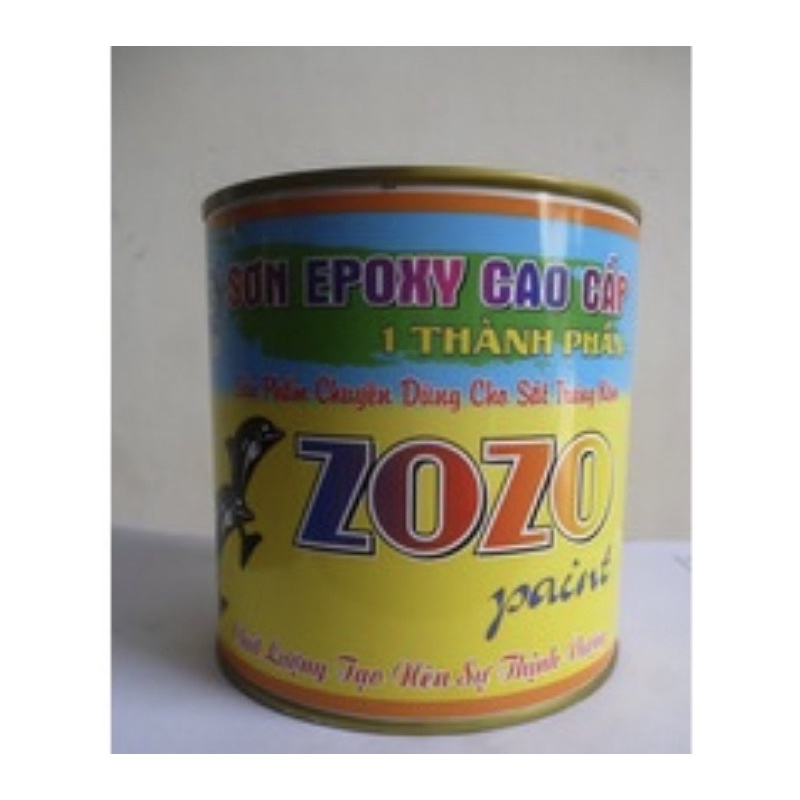 SƠN EPOXY CAO CẤP
1 THÀNH PHẦN
Phẩm Chuyên Dùng Cho Sắt Tráng Kẽm
ZOZO
paint
Chất Lượng Tạo Nên Sự Thịnh Vượng